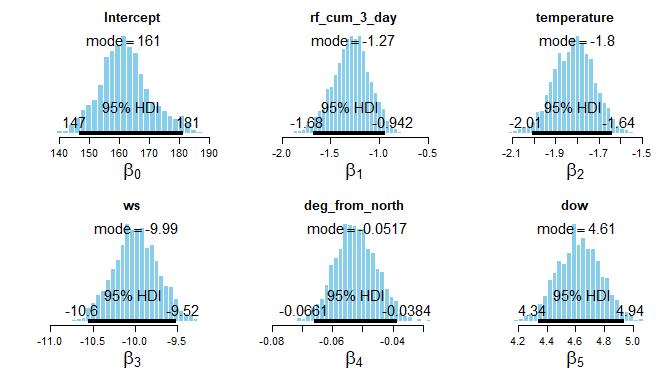 Intercept
mode = 161
95% HDI
147 181
140 150 160 170 180 190
β0
rf_cum_3_day
mode = -1.27
95% HDI
-1.68 -0.942
-2.0 -1.5 -1.0 -0.5
β1
temperature
mode = -1.8
95% HDI
-2.01 -1.64
-2.1 -1.9 -1.7 -1.5
β2
ws
mode = -9.99
95% HDI
-10.6 -9.52
-11.0 -10.5 -10.0 -9.5
β3
deg_from_north
mode = -0.0517
95% HDI
-0.0661 -0.0384
-0.08 -0.06 -0.04
β4
dow
mode = 4.61
95% HDI
4.34 4.94
4.2 4.4 4.6 4.8 5.0
β5